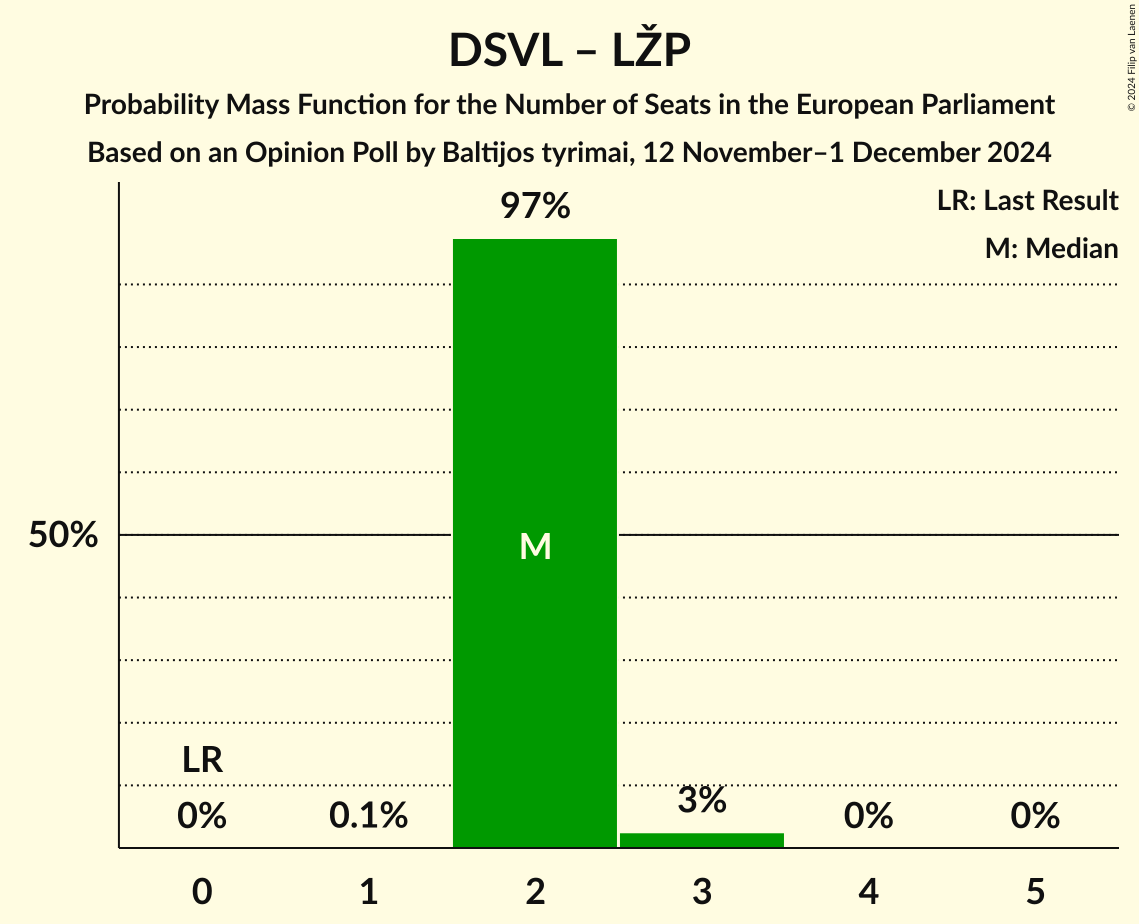 DSVL – LŽP
Probability Mass Function for the Number of Seats in the European Parliament
Based on an Opinion Poll by Baltijos tyrimai, 12 November–1 December 2024
© 2024 Filip van Laenen
LR: Last Result
M: Median
97%
50%
M
LR
0%
0.1%
3%
0%
0%
0
1
2
3
4
5